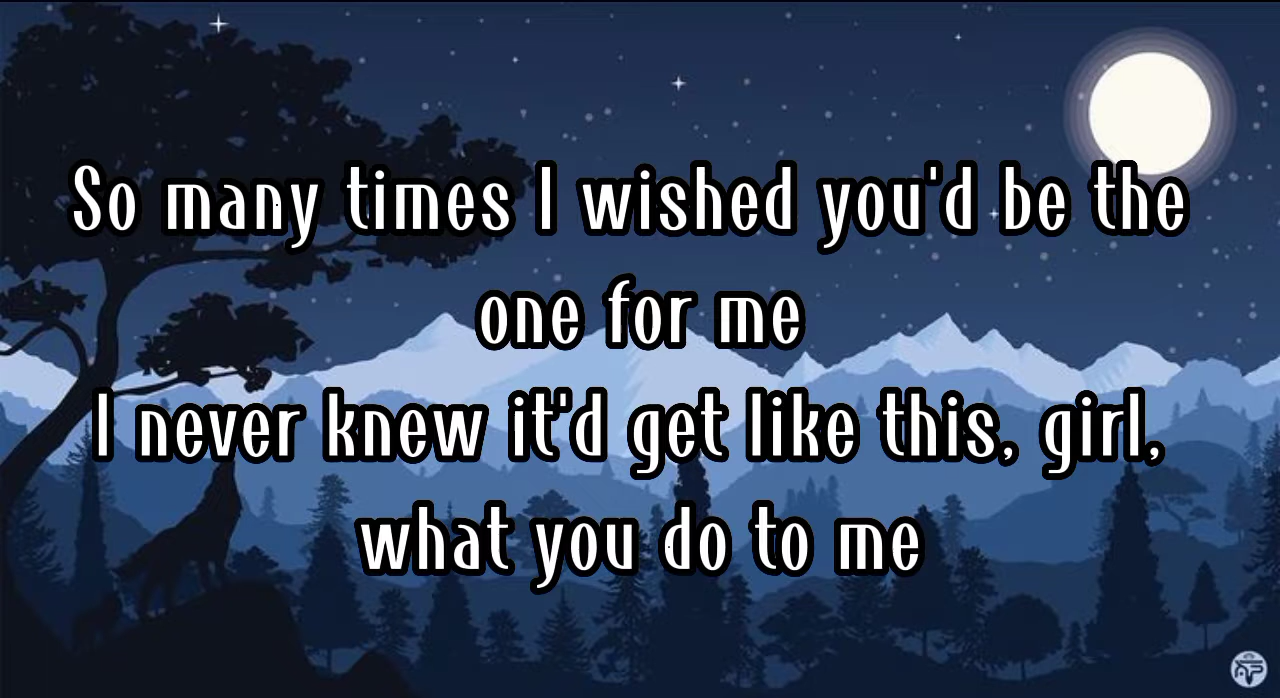 So many times I wished you'd be the
one for me
I never knew it'd get like this, girl,
what you do to me